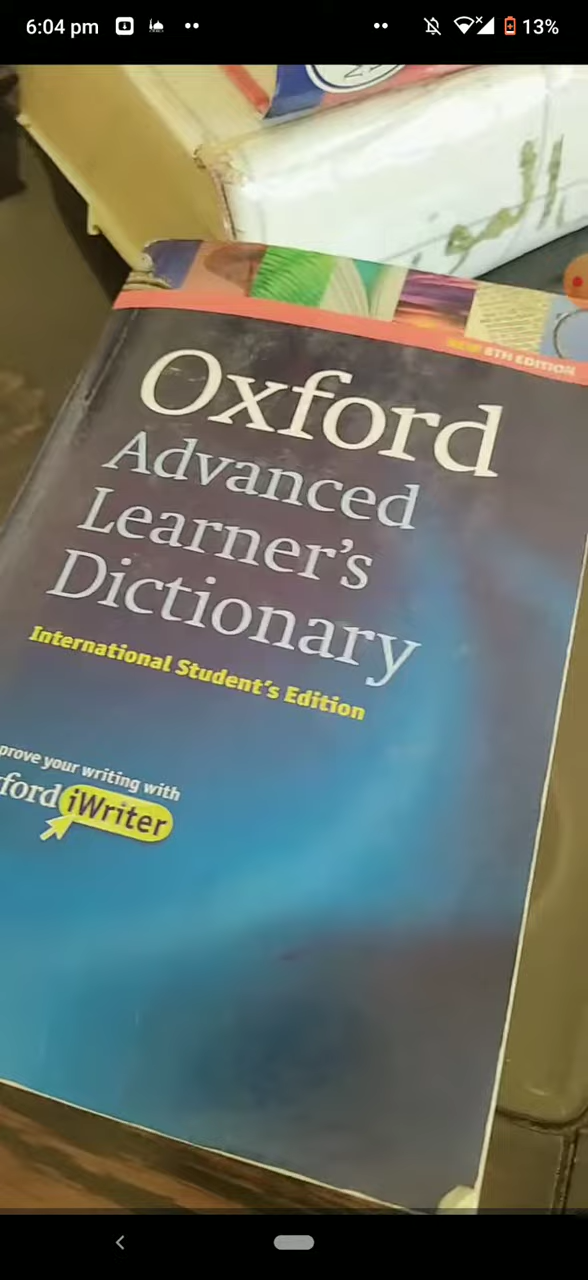 6:04 pm
13%
NEW 8TH EDITION
Oxford
Advanced
Learner's
Dictionary
International Student's Edition
prove your writing with
ford iWriter